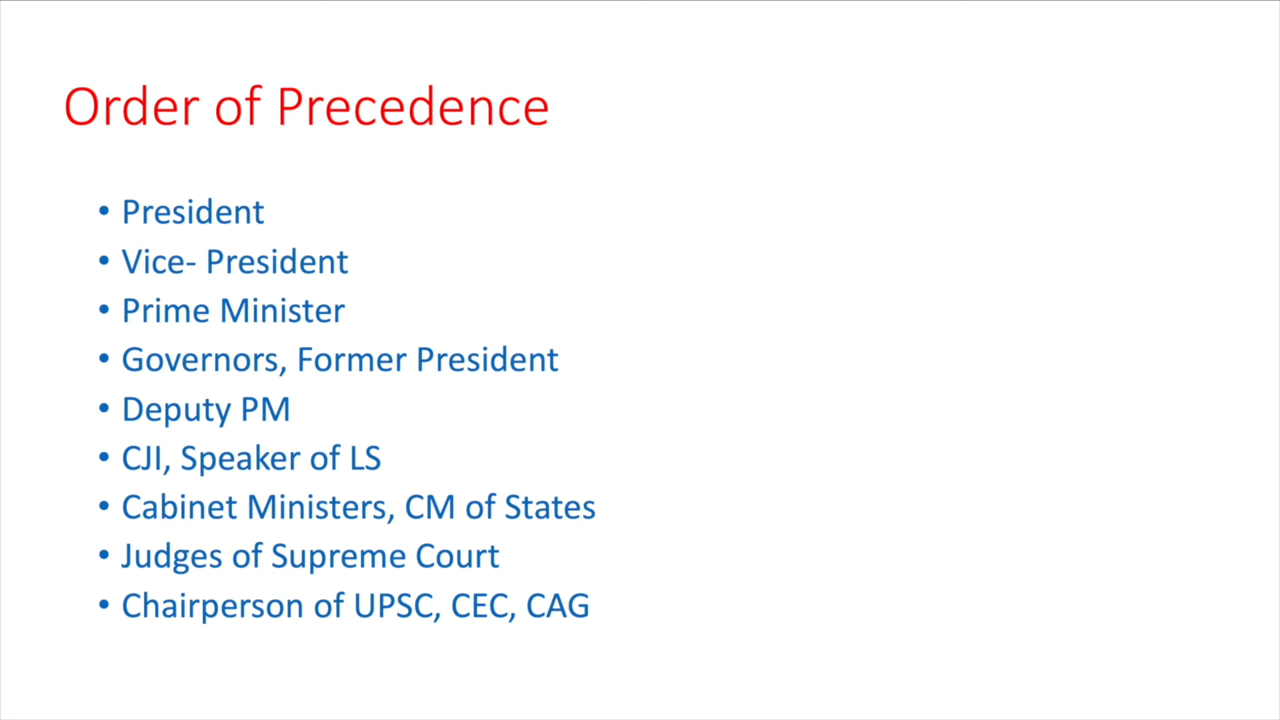 Order of Precedence
• President
• Vice- President
• Prime Minister
• Governors, Former President
• Deputy PM
• CJI, Speaker of LS
• Cabinet Ministers, CM of States
• Judges of Supreme Court
• Chairperson of UPSC, CEC, CAG